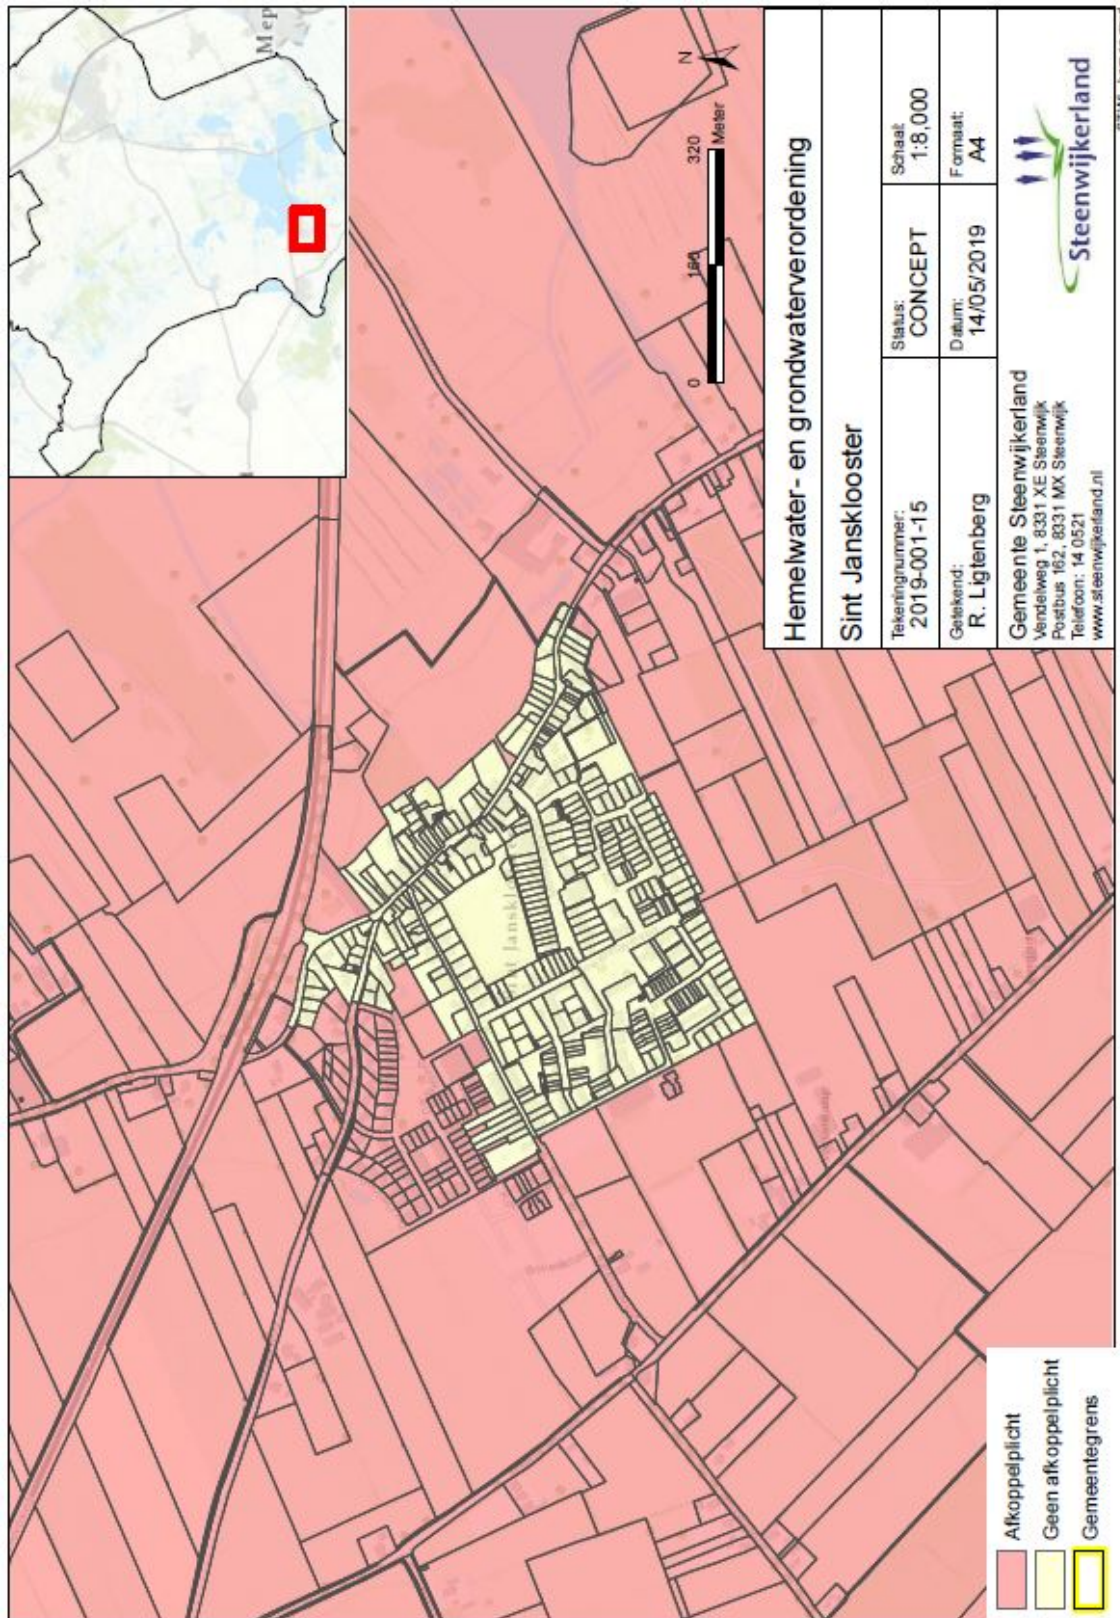 Mep
N
0
160
320
Meter
Hemelwater- en grondwaterverordening
Sint Jansklooster
Tekeningnummer:
2019-001-15
Status:
CONCEPT
Schaal:
1:8,000
Getekend:
R. Ligtenberg
Datum:
14/05/2019
Formaat:
A4
Gemeente Steenwijkerland
Vendelweg 1, 8331 XE Steenwijk
Postbus 162, 8331 MX Steenwijk
Telefoon: 14 0521
www.steenwijkerland.nl
Steenwijkerland
Afkoppelplicht
Geen afkoppelplicht
Gemeentegrens